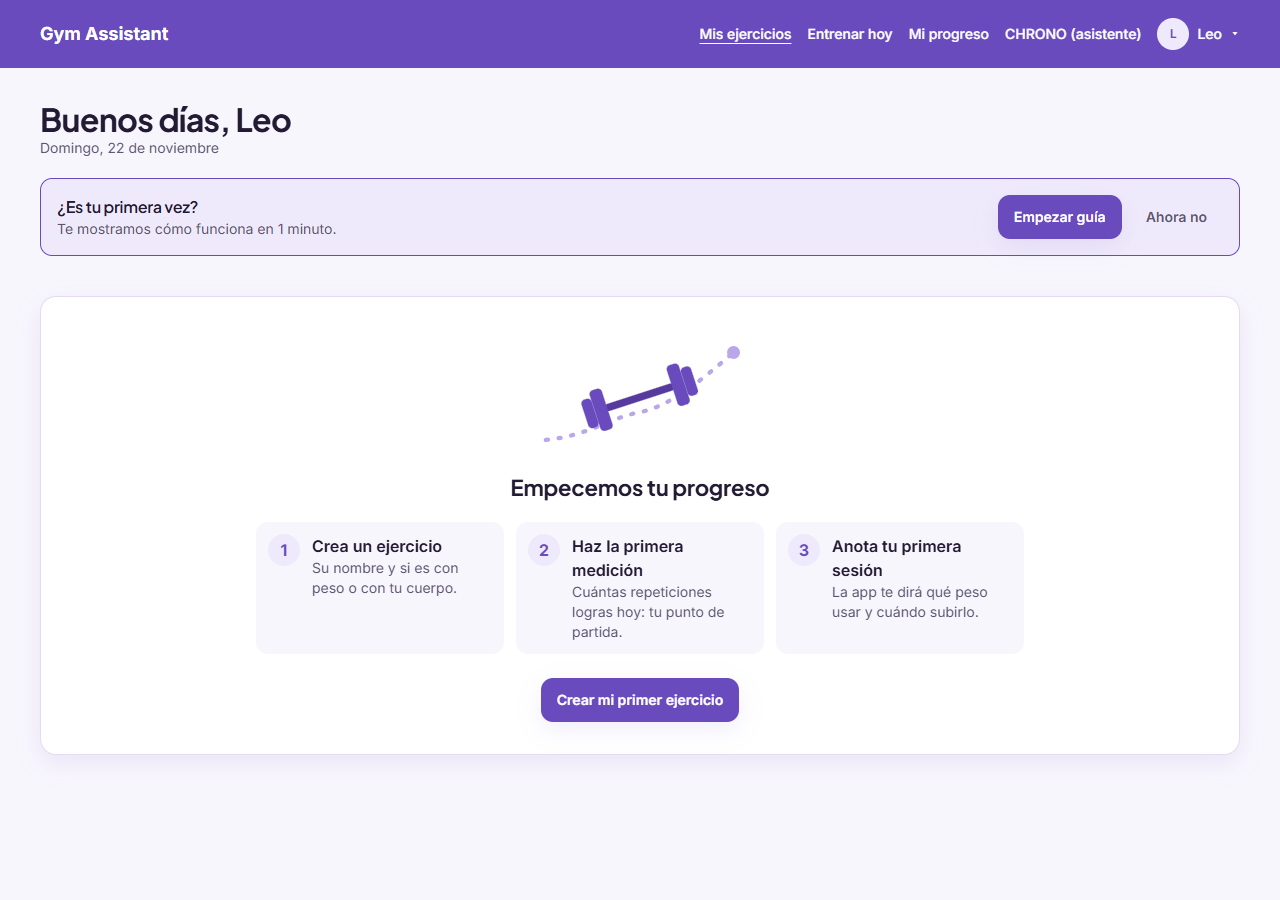 Gym Assistant
Mis ejercicios
Entrenar hoy
Mi progreso
CHRONO (asistente)
L
Leo
Buenos días, Leo
Domingo, 22 de noviembre
¿Es tu primera vez?
Te mostramos cómo funciona en 1 minuto.
Empezar guía
Ahora no
Empecemos tu progreso
1
Crea un ejercicio
Su nombre y si es con
peso o con tu cuerpo.
2
Haz la primera
medición
Cuántas repeticiones
logras hoy: tu punto de
partida.
3
Anota tu primera
sesión
La app te dirá qué peso
usar y cuándo subirlo.
Crear mi primer ejercicio